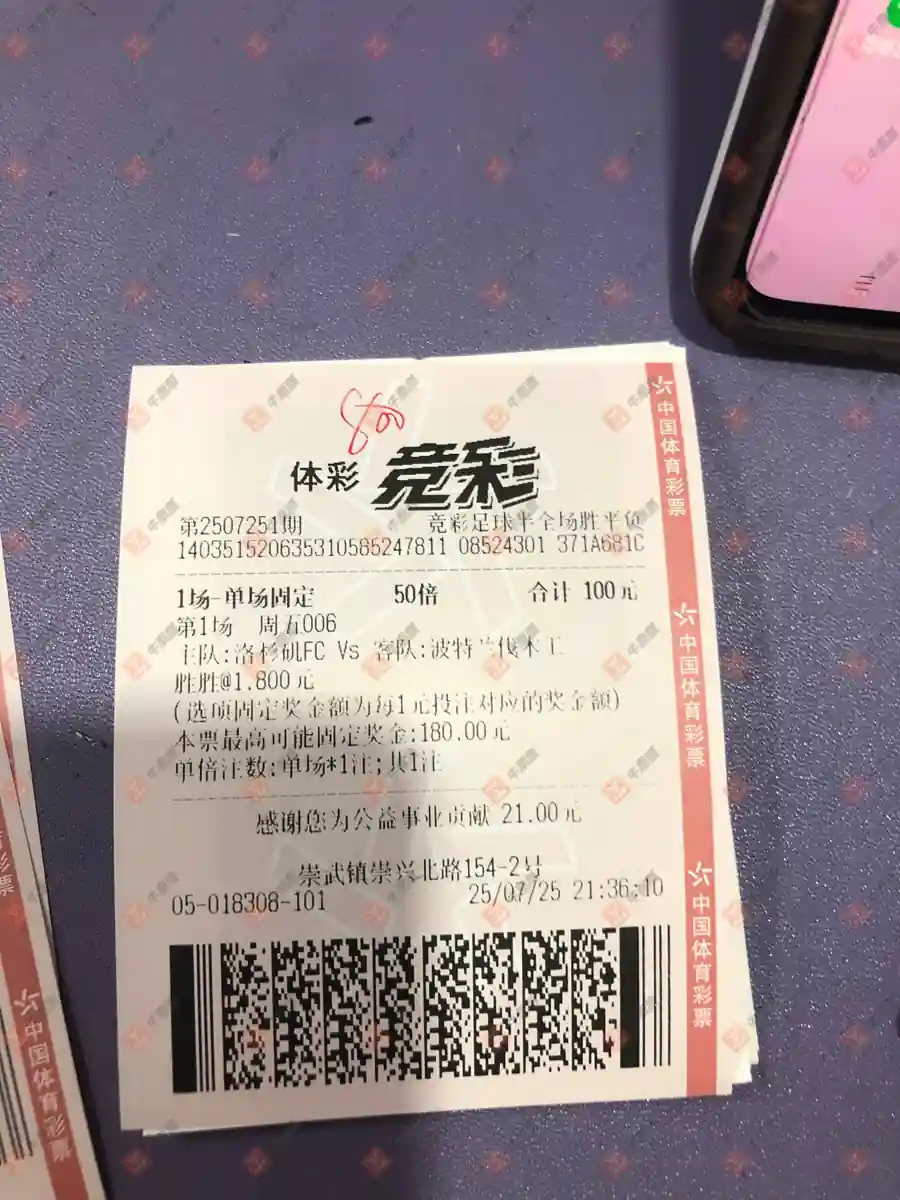 800
体彩 竞彩
第2507251期 竞彩足球半全场胜平负
140351520635310585247811 08524301 371A681C
1场-单场固定 50倍 合计 100元
第1场 周五006
主队:洛杉矶FC Vs 客队:波特兰伐木工
胜胜@1.800元
(选项固定奖金额为每1元投注对应的奖金额)
本票最高可能固定奖金:180.00元
单倍注数:单场*1注;共1注
感谢您为公益事业贡献 21.00元
崇武镇崇兴北路154-2号
05-018308-101 25/07/25 21:36:10
中国体育彩票
中国体育彩票
中国体育彩票
中国体育彩票